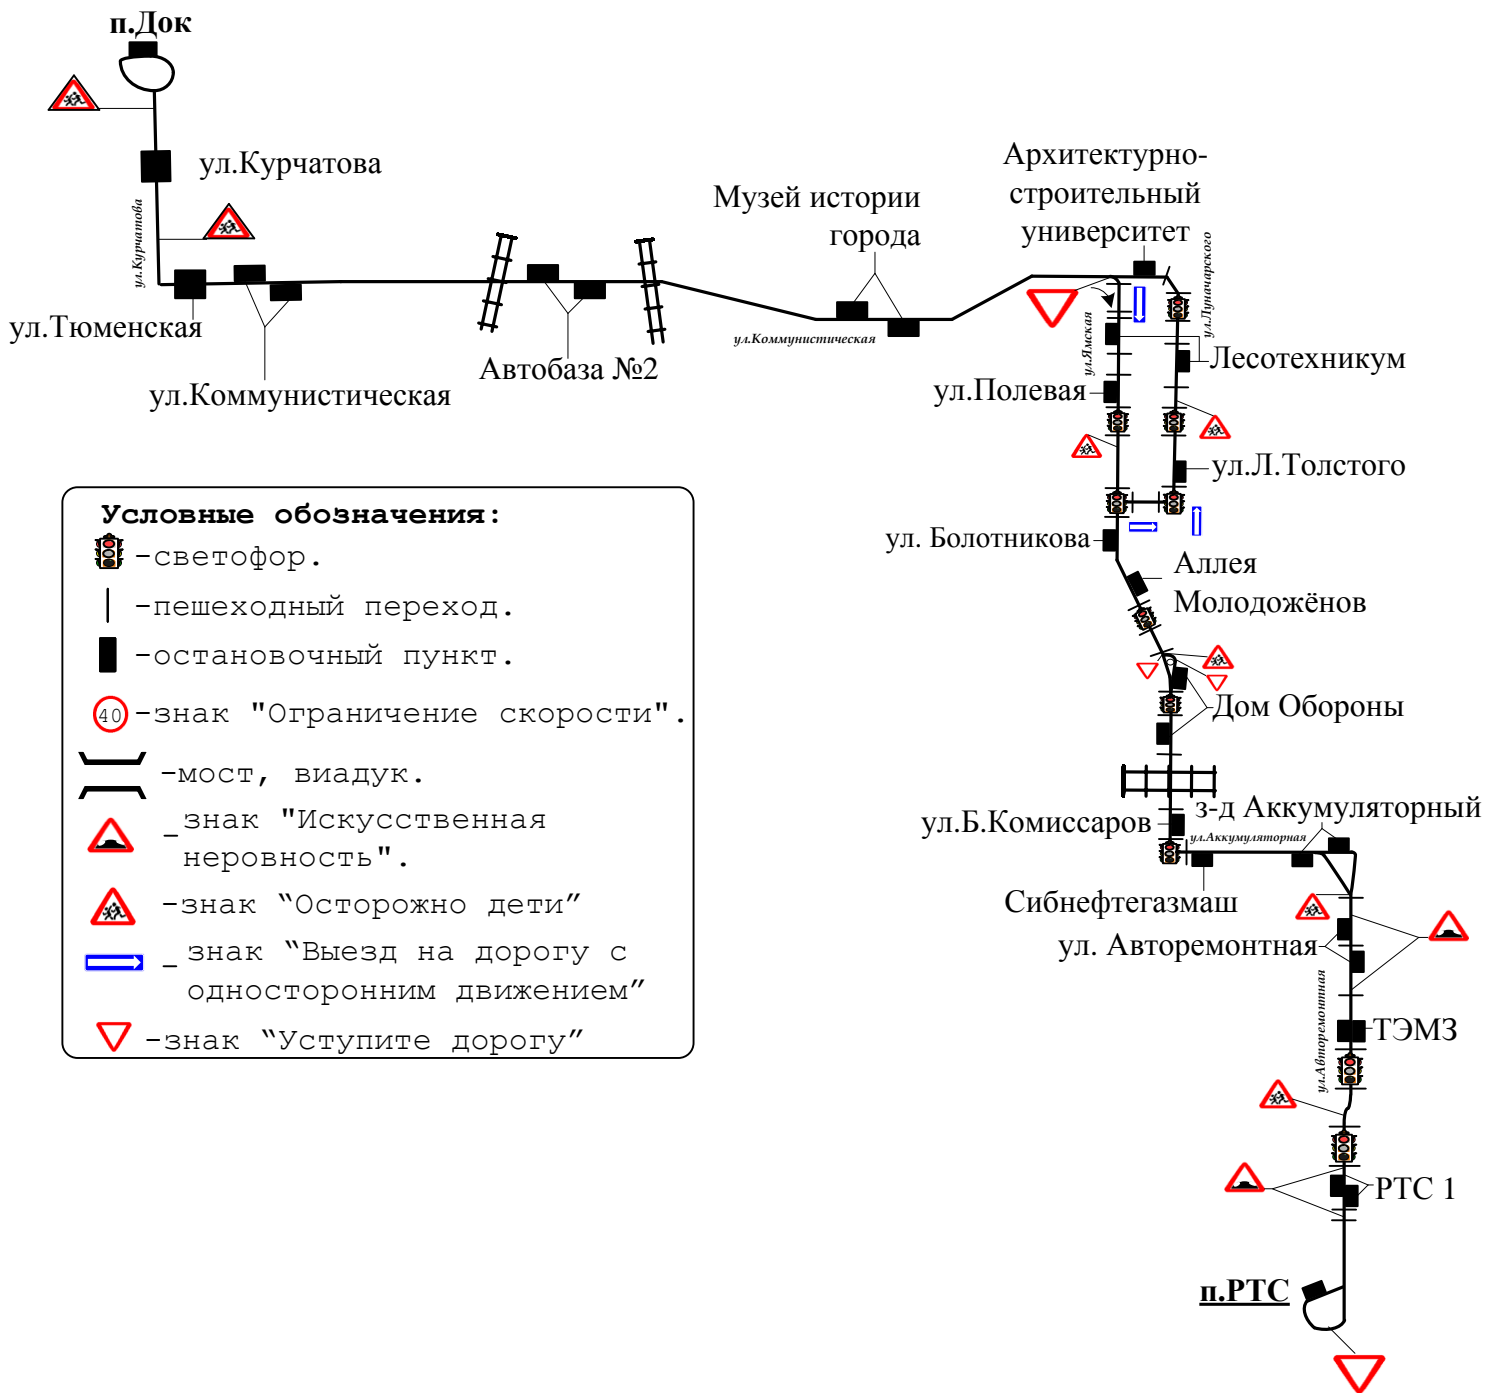 п.Док
ул.Курчатова
ул.Курчатова
ул.Тюменская
ул.Коммунистическая
Автобаза №2
Музей истории
города
ул.Коммунистическая
Архитектурно-
строительный
университет
ул.Луначарского
ул.Ямская
Лесотехникум
ул.Полевая
ул.Л.Толстого
ул. Болотникова
Аллея
Молодожёнов
Дом Обороны
ул.Б.Комиссаров
з-д Аккумуляторный
ул.Аккумуляторная
Сибнефтегазмаш
ул. Авторемонтная
ул.Авторемонтная
ТЭМЗ
РТС 1
п.РТС
Условные обозначения:
-светофор.
-пешеходный переход.
-остановочный пункт.
40 -знак "Ограничение скорости".
-мост, виадук.
_ знак "Искусственная
неровность".
-знак “Осторожно дети”
_ знак “Выезд на дорогу с
односторонним движением”
-знак “Уступите дорогу”